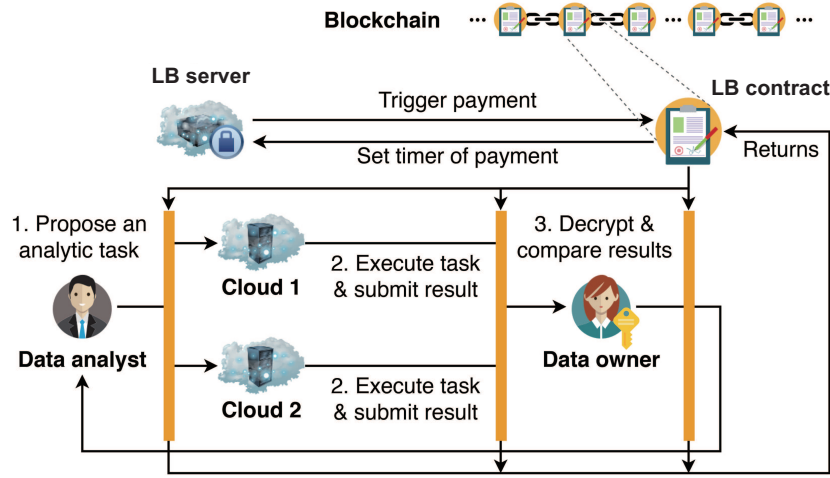 Blockchain ... ... ...
LB server
LB contract
Trigger payment
Set timer of payment
Returns
1. Propose an
analytic task
3. Decrypt &
compare results
Cloud 1
2. Execute task
& submit result
Data analyst
Data owner
Cloud 2
2. Execute task
& submit result